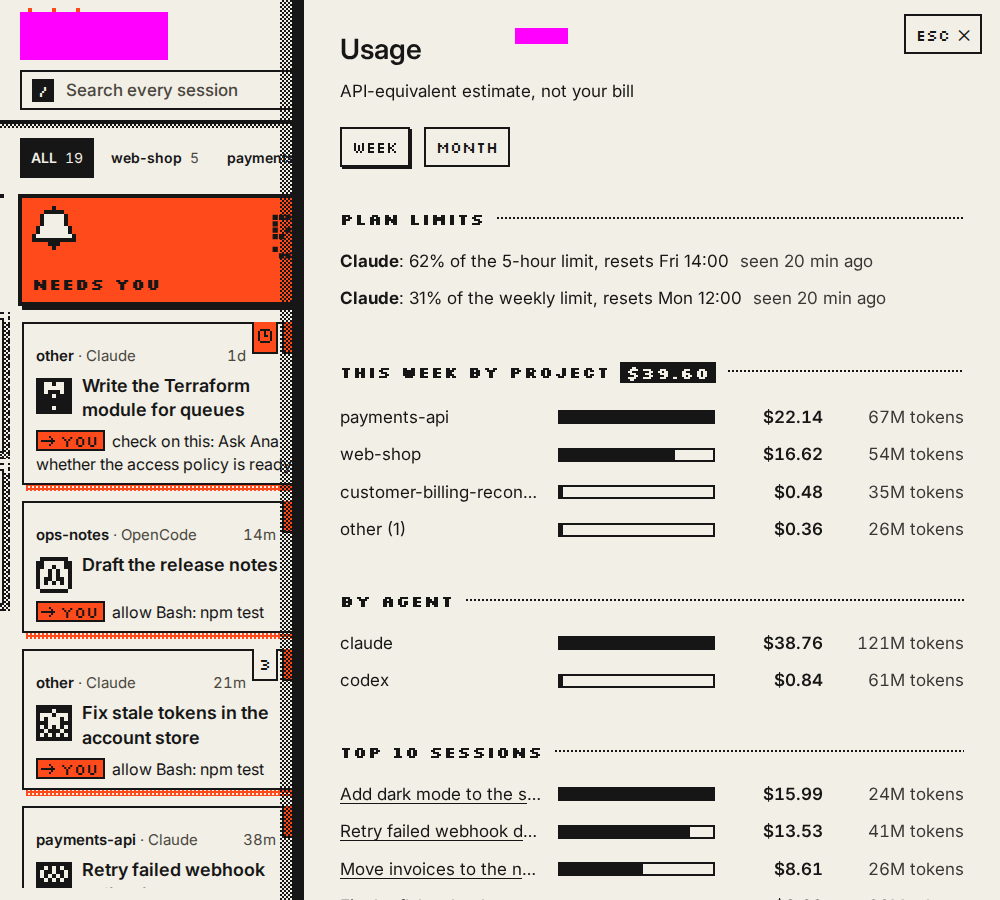 Search every session
ALL 19 web-shop 5
NEEDS YOU
other · Claude 1d
Write the Terraform
module for queues
→ YOU check on this: Ask Ana
whether the access policy is ready
ops-notes · OpenCode 14m
Draft the release notes
→ YOU allow Bash: npm test
3
other · Claude 21m
Fix stale tokens in the
account store
→ YOU allow Bash: npm test
payments-api · Claude 38m
Retry failed webhook
Usage
ESC ×
API-equivalent estimate, not your bill
WEEK MONTH
PLAN LIMITS
Claude: 62% of the 5-hour limit, resets Fri 14:00 seen 20 min ago
Claude: 31% of the weekly limit, resets Mon 12:00 seen 20 min ago
THIS WEEK BY PROJECT $39.60
payments-api $22.14 67M tokens
web-shop $16.62 54M tokens
customer-billing-recon... $0.48 35M tokens
other (1) $0.36 26M tokens
BY AGENT
claude $38.76 121M tokens
codex $0.84 61M tokens
TOP 10 SESSIONS
Add dark mode to the s... $15.99 24M tokens
Retry failed webhook d... $13.53 41M tokens
Move invoices to the n... $8.61 26M tokens